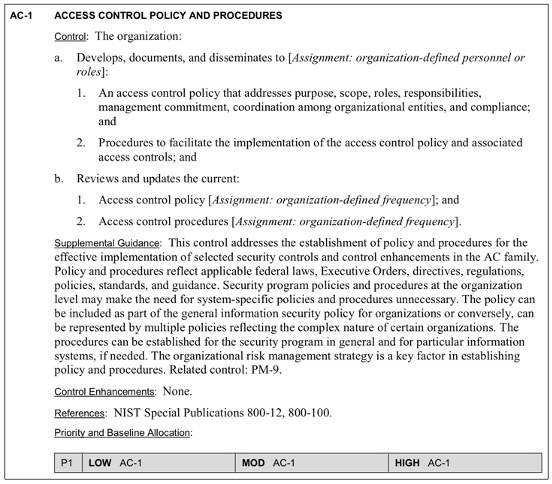 AC-1 ACCESS CONTROL POLICY AND PROCEDURES
Control: The organization:
a. Develops, documents, and disseminates to [Assignment: organization-defined personnel or
roles]:
1. An access control policy that addresses purpose, scope, roles, responsibilities,
management commitment, coordination among organizational entities, and compliance;
and
2. Procedures to facilitate the implementation of the access control policy and associated
access controls; and
b. Reviews and updates the current:
1. Access control policy [Assignment: organization-defined frequency]; and
2. Access control procedures [Assignment: organization-defined frequency].
Supplemental Guidance: This control addresses the establishment of policy and procedures for the
effective implementation of selected security controls and control enhancements in the AC family.
Policy and procedures reflect applicable federal laws, Executive Orders, directives, regulations,
policies, standards, and guidance. Security program policies and procedures at the organization
level may make the need for system-specific policies and procedures unnecessary. The policy can
be included as part of the general information security policy for organizations or conversely, can
be represented by multiple policies reflecting the complex nature of certain organizations. The
procedures can be established for the security program in general and for particular information
systems, if needed. The organizational risk management strategy is a key factor in establishing
policy and procedures. Related control: PM-9.
Control Enhancements: None.
References: NIST Special Publications 800-12, 800-100.
Priority and Baseline Allocation:
P1 LOW AC-1 MOD AC-1 HIGH AC-1